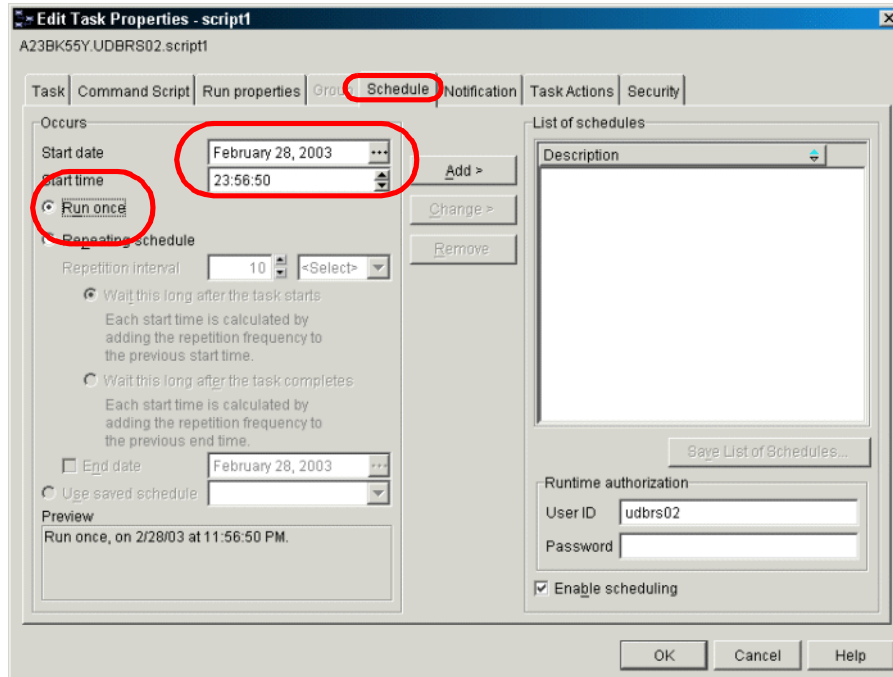 Edit Task Properties - script1
A23BK55Y.UDBRS02.script1
Task Command Script Run properties Group Schedule Notification Task Actions Security
Occurs
Start date February 28, 2003 ...
Start time 23:56:50
Run once
Repeating schedule
Repetition interval 10 <Select>
Wait this long after the task starts
Each start time is calculated by
adding the repetition frequency to
the previous start time.
Wait this long after the task completes
Each start time is calculated by
adding the repetition frequency to
the previous end time.
End date February 28, 2003 ...
Use saved schedule
Preview
Run once, on 2/28/03 at 11:56:50 PM.
Add >
Change >
Remove
List of schedules
Description
Save List of Schedules...
Runtime authorization
User ID udbrs02
Password
Enable scheduling
OK Cancel Help